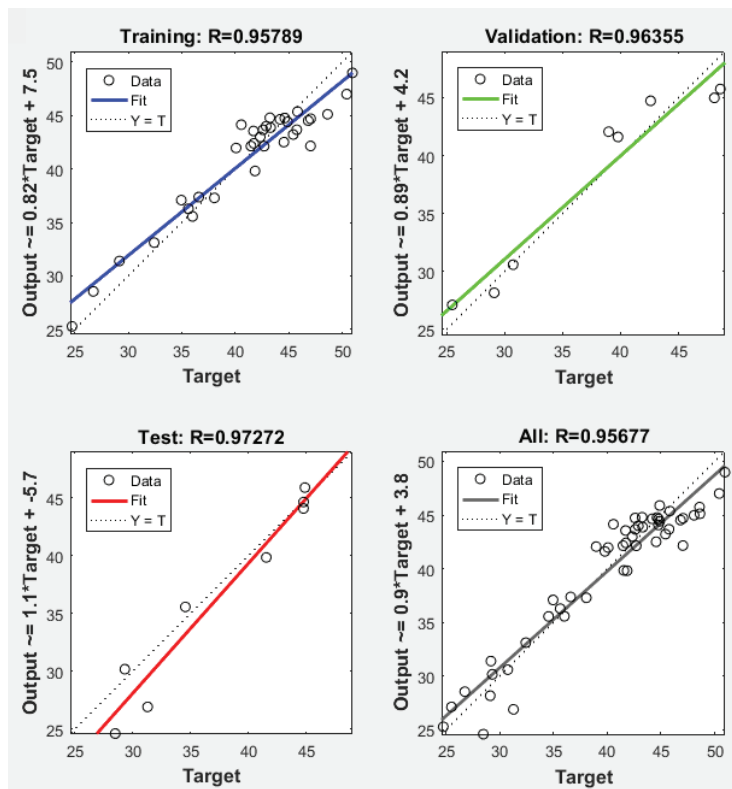 Training: R=0.95789
Output ~= 0.82*Target + 7.5
50
45
40
35
30
25
Data
Fit
Y = T
25 30 35 40 45 50
Target
Validation: R=0.96355
Output ~= 0.89*Target + 4.2
45
40
35
30
25
Data
Fit
Y = T
25 30 35 40 45
Target
Test: R=0.97272
Output ~= 1.1*Target + -5.7
45
40
35
30
25
Data
Fit
Y = T
25 30 35 40 45
Target
All: R=0.95677
Output ~= 0.9*Target + 3.8
50
45
40
35
30
25
Data
Fit
Y = T
25 30 35 40 45 50
Target